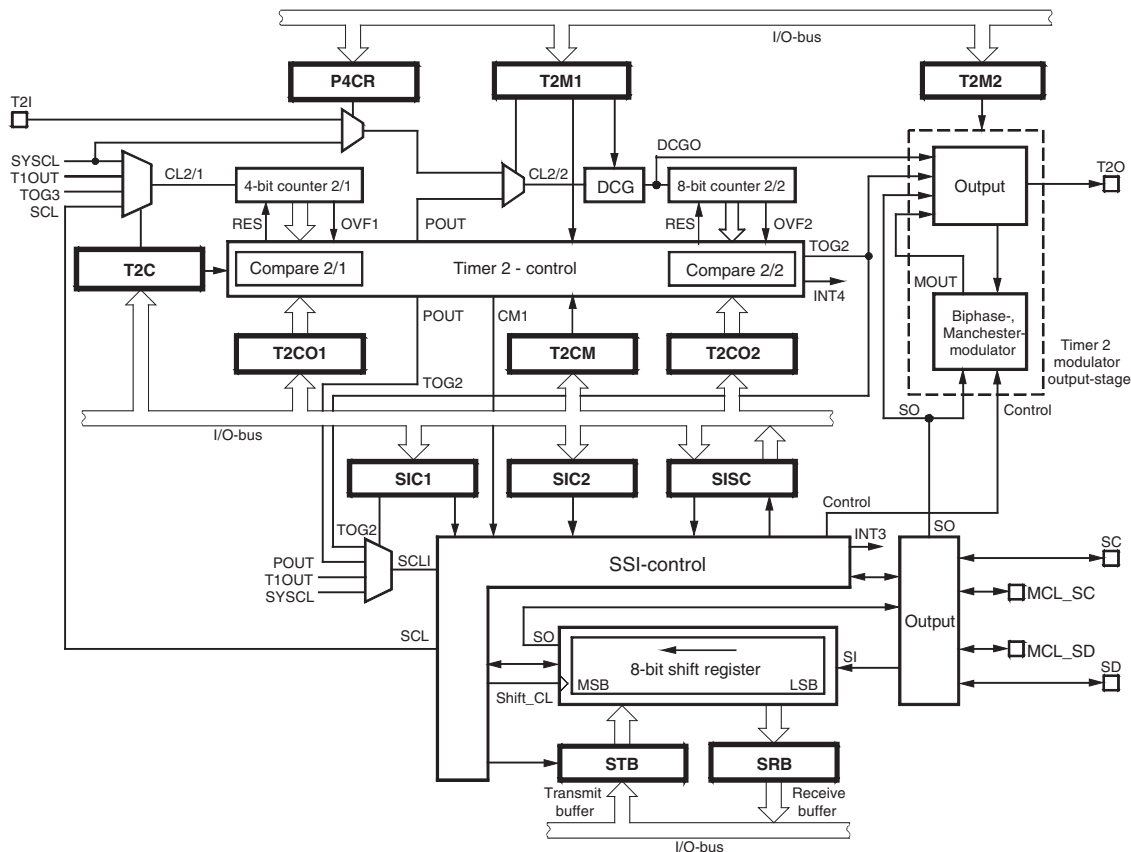 I/O-bus
P4CR
T2M1
T2M2
T2I
DCGO
SYSCL
T1OUT
TOG3
SCL
CL2/1
4-bit counter 2/1
CL2/2
DCG
8-bit counter 2/2
Output
T2O
RES
OVF1
POUT
RES
OVF2
TOG2
T2C
Compare 2/1
Timer 2 - control
Compare 2/2
MOUT
INT4
POUT
CM1
Biphase-,
Manchester-
modulator
Timer 2
modulator
output-stage
T2CO1
T2CM
T2CO2
TOG2
I/O-bus
SO
Control
SIC1
SIC2
SISC
Control
TOG2
INT3
SO
SC
POUT
T1OUT
SYSCL
SCLI
SSI-control
MCL_SC
Output
SCL
SO
8-bit shift register
SI
MCL_SD
MSB
LSB
SD
Shift_CL
STB
SRB
Transmit
buffer
Receive
buffer
I/O-bus